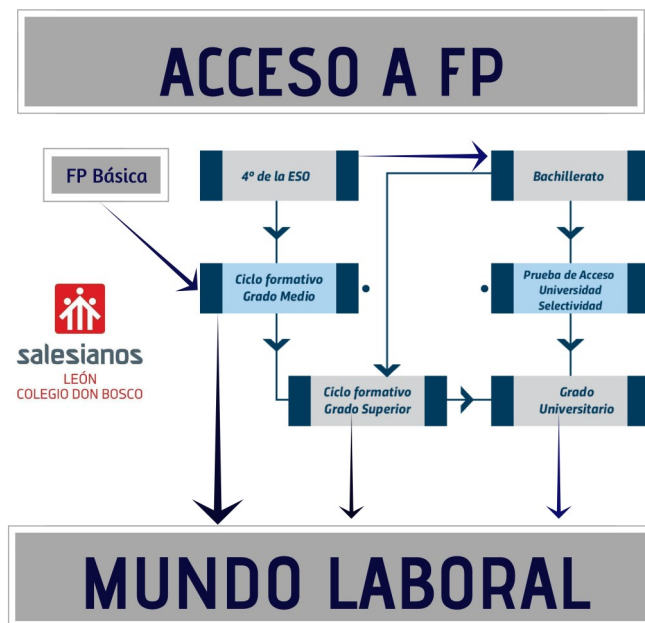 ACCESO A FP
FP Básica
4º de la ESO
Bachillerato
Ciclo formativo
Grado Medio
Prueba de Acceso
Universidad
Selectividad
salesianos
LEÓN
COLEGIO DON BOSCO
Ciclo formativo
Grado Superior
Grado
Universitario
MUNDO LABORAL